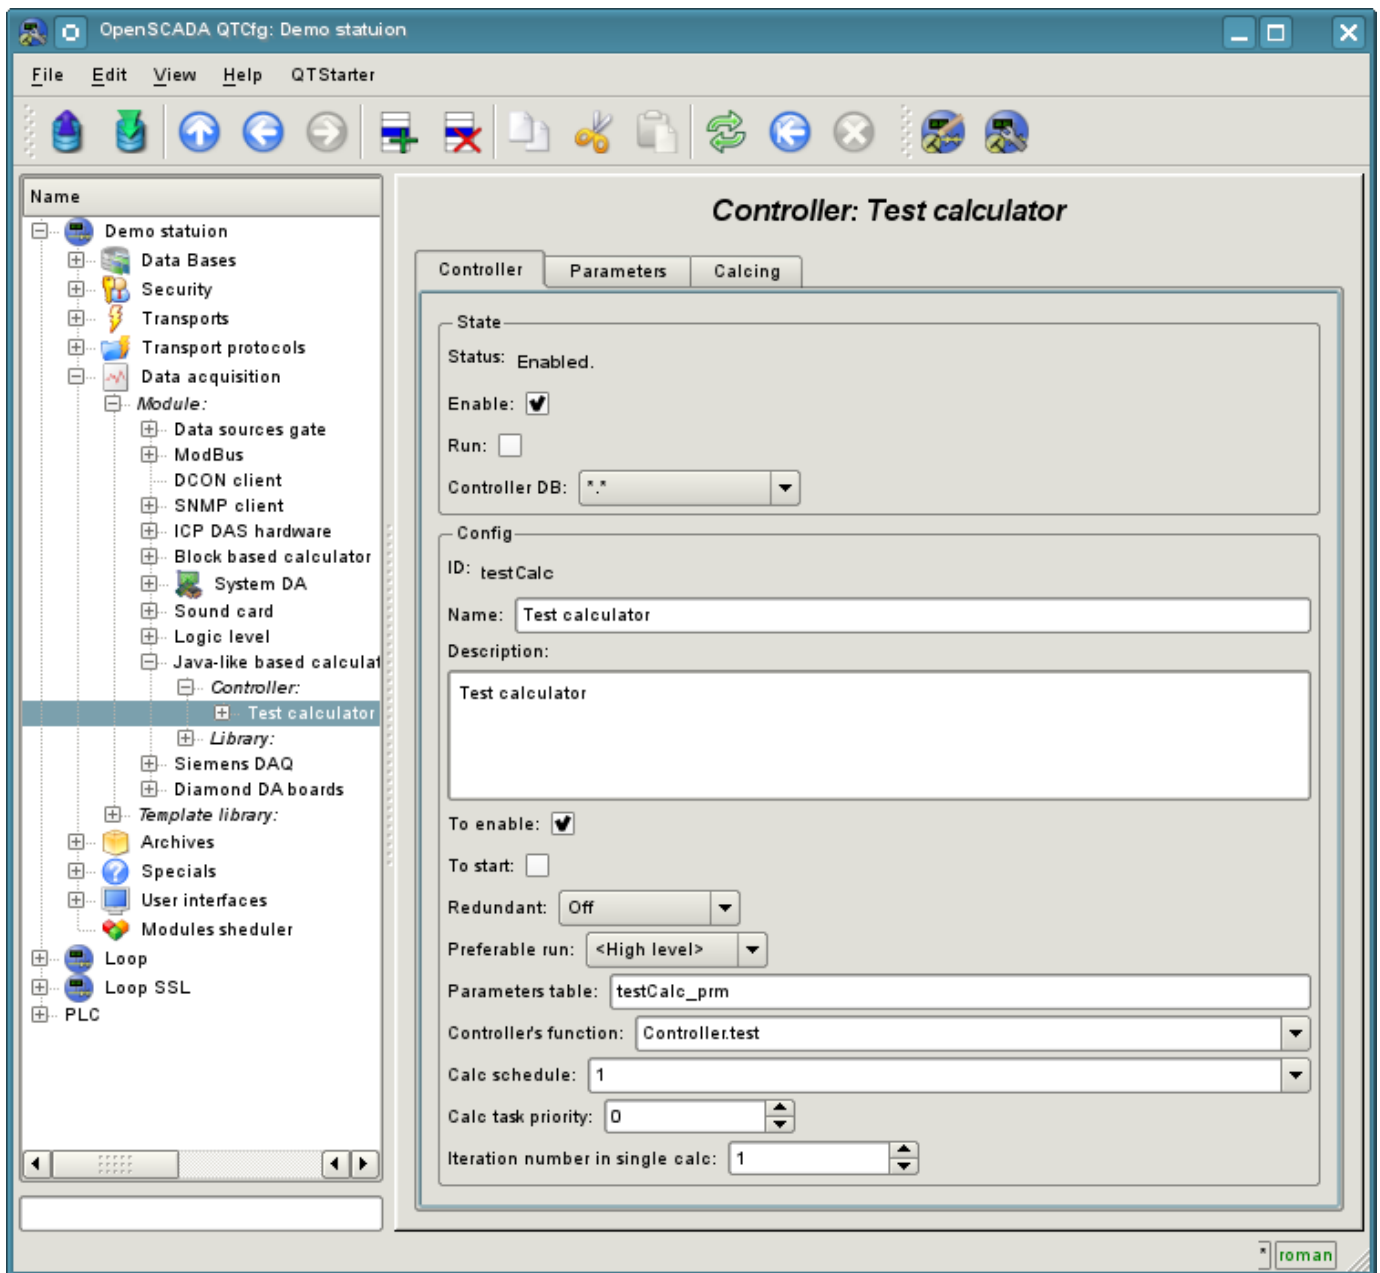 OpenSCADA QTCfg: Demo statuion
File Edit View Help QTStarter
Name
Demo statuion
Data Bases
Security
Transports
Transport protocols
Data acquisition
Module:
Data sources gate
ModBus
DCON client
SNMP client
ICP DAS hardware
Block based calculator
System DA
Sound card
Logic level
Java-like based calculat
Controller:
Test calculator
Library:
Siemens DAQ
Diamond DA boards
Template library:
Archives
Specials
User interfaces
Modules sheduler
Loop
Loop SSL
PLC
Controller: Test calculator
Controller Parameters Calcing
State
Status: Enabled.
Enable:
Run:
Controller DB: *.*
Config
ID: testCalc
Name: Test calculator
Description:
Test calculator
To enable:
To start:
Redundant: Off
Preferable run: <High level>
Parameters table: testCalc_prm
Controller's function: Controller.test
Calc schedule: 1
Calc task priority: 0
Iteration number in single calc: 1
* roman